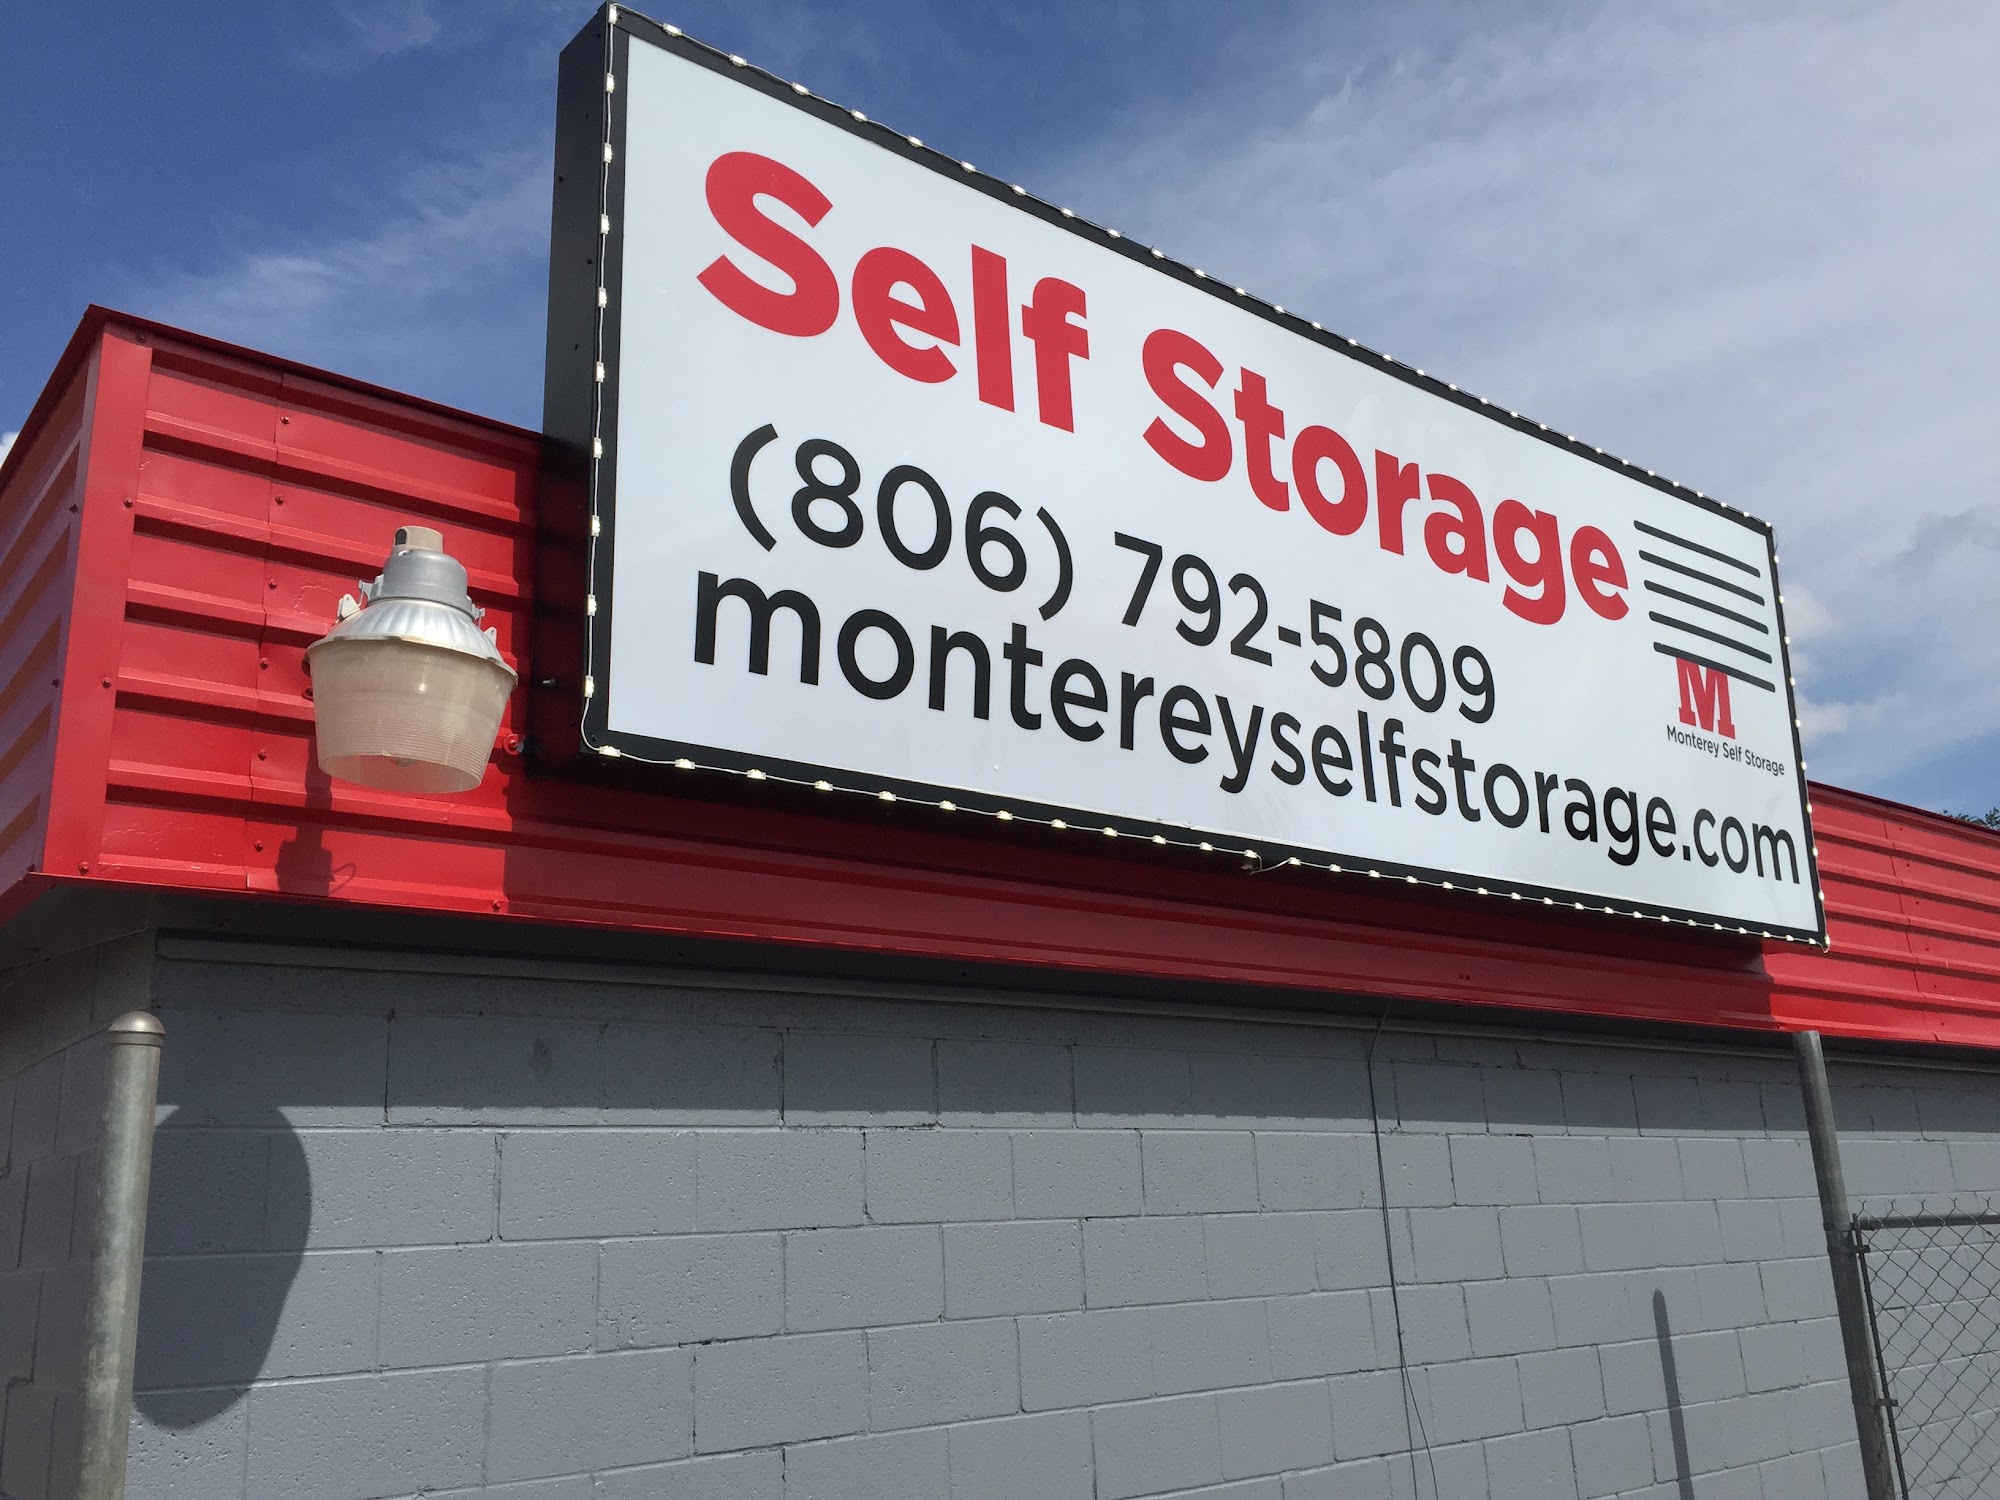 Self Storage
(806) 792-5809
montereyselfstorage.com
M
Monterey Self Storage